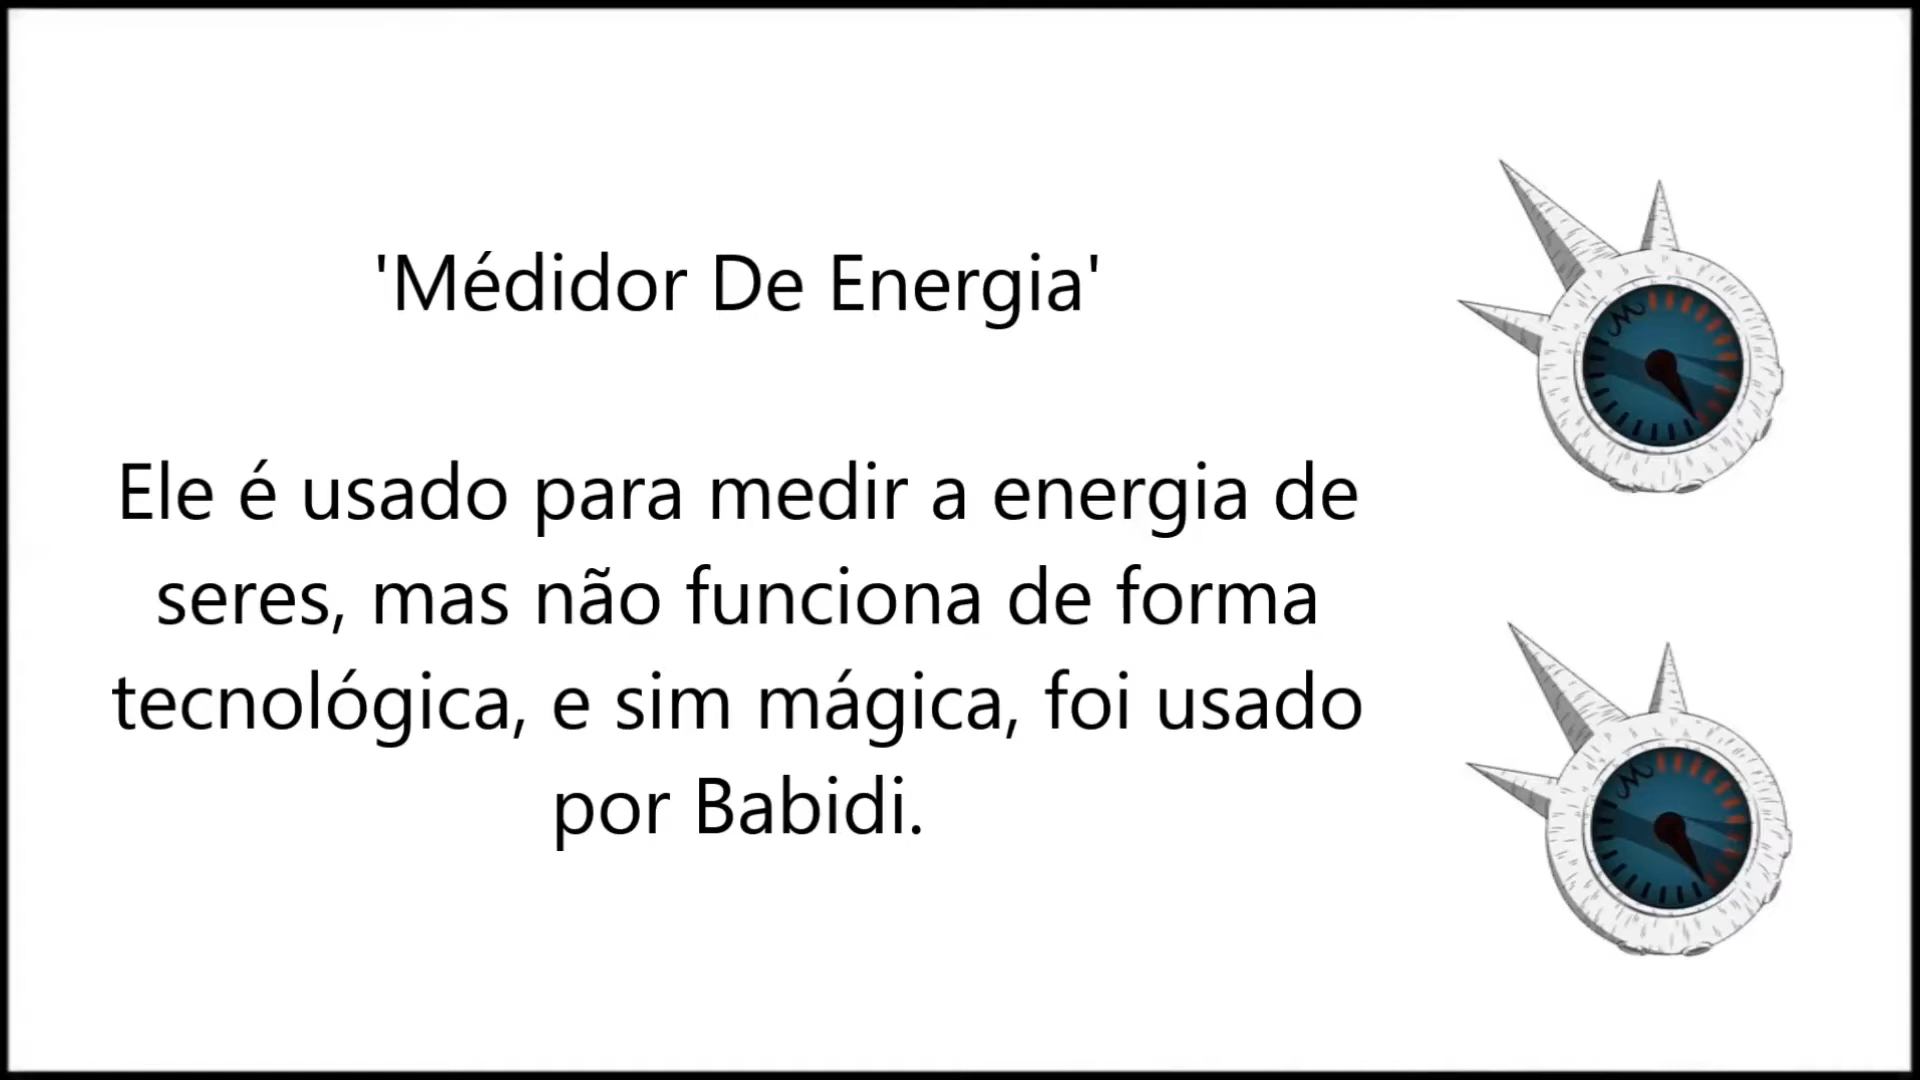 'Médidor De Energia'
Ele é usado para medir a energia de
seres, mas não funciona de forma
tecnológica, e sim mágica, foi usado
por Babidi.
M
M